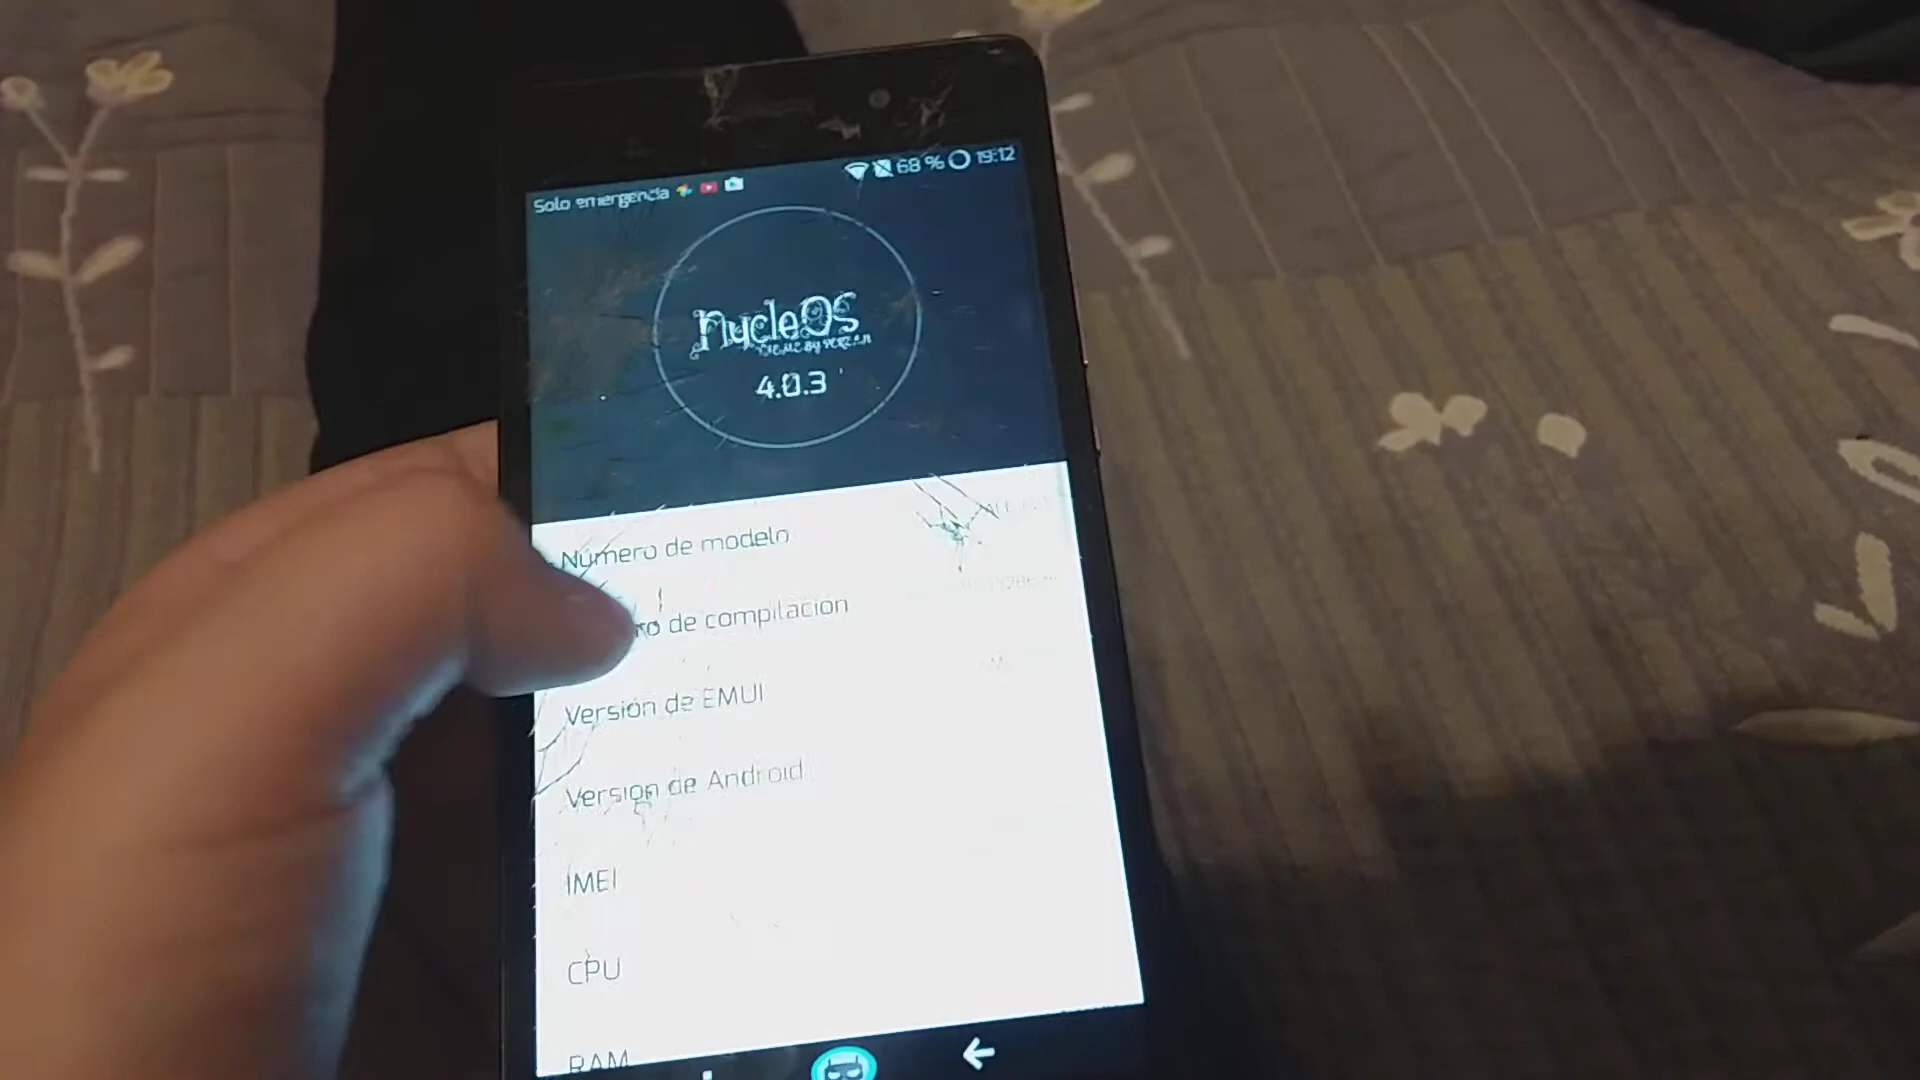 Solo emergencia 68 % 19:12
NucleOS
4.0.3
Número de modelo
de compilación
Versión de EMUI
Versión de Android
IMEI
CPU
RAM